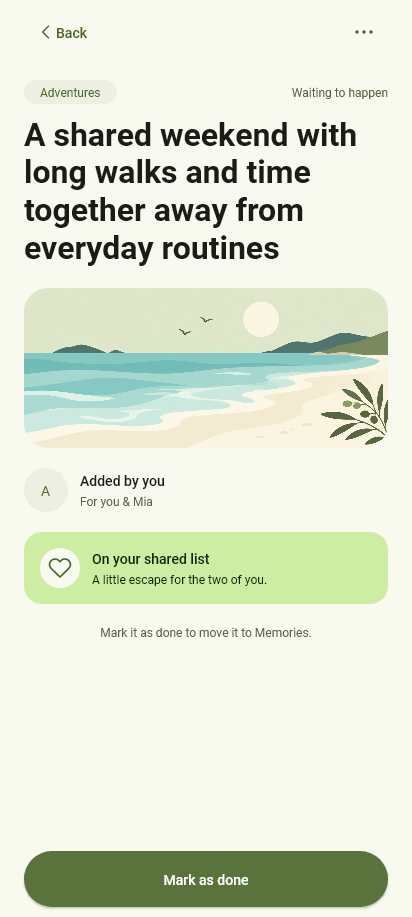 Back
Adventures
Waiting to happen
A shared weekend with
long walks and time
together away from
everyday routines
A
Added by you
For you & Mia
On your shared list
A little escape for the two of you.
Mark it as done to move it to Memories.
Mark as done